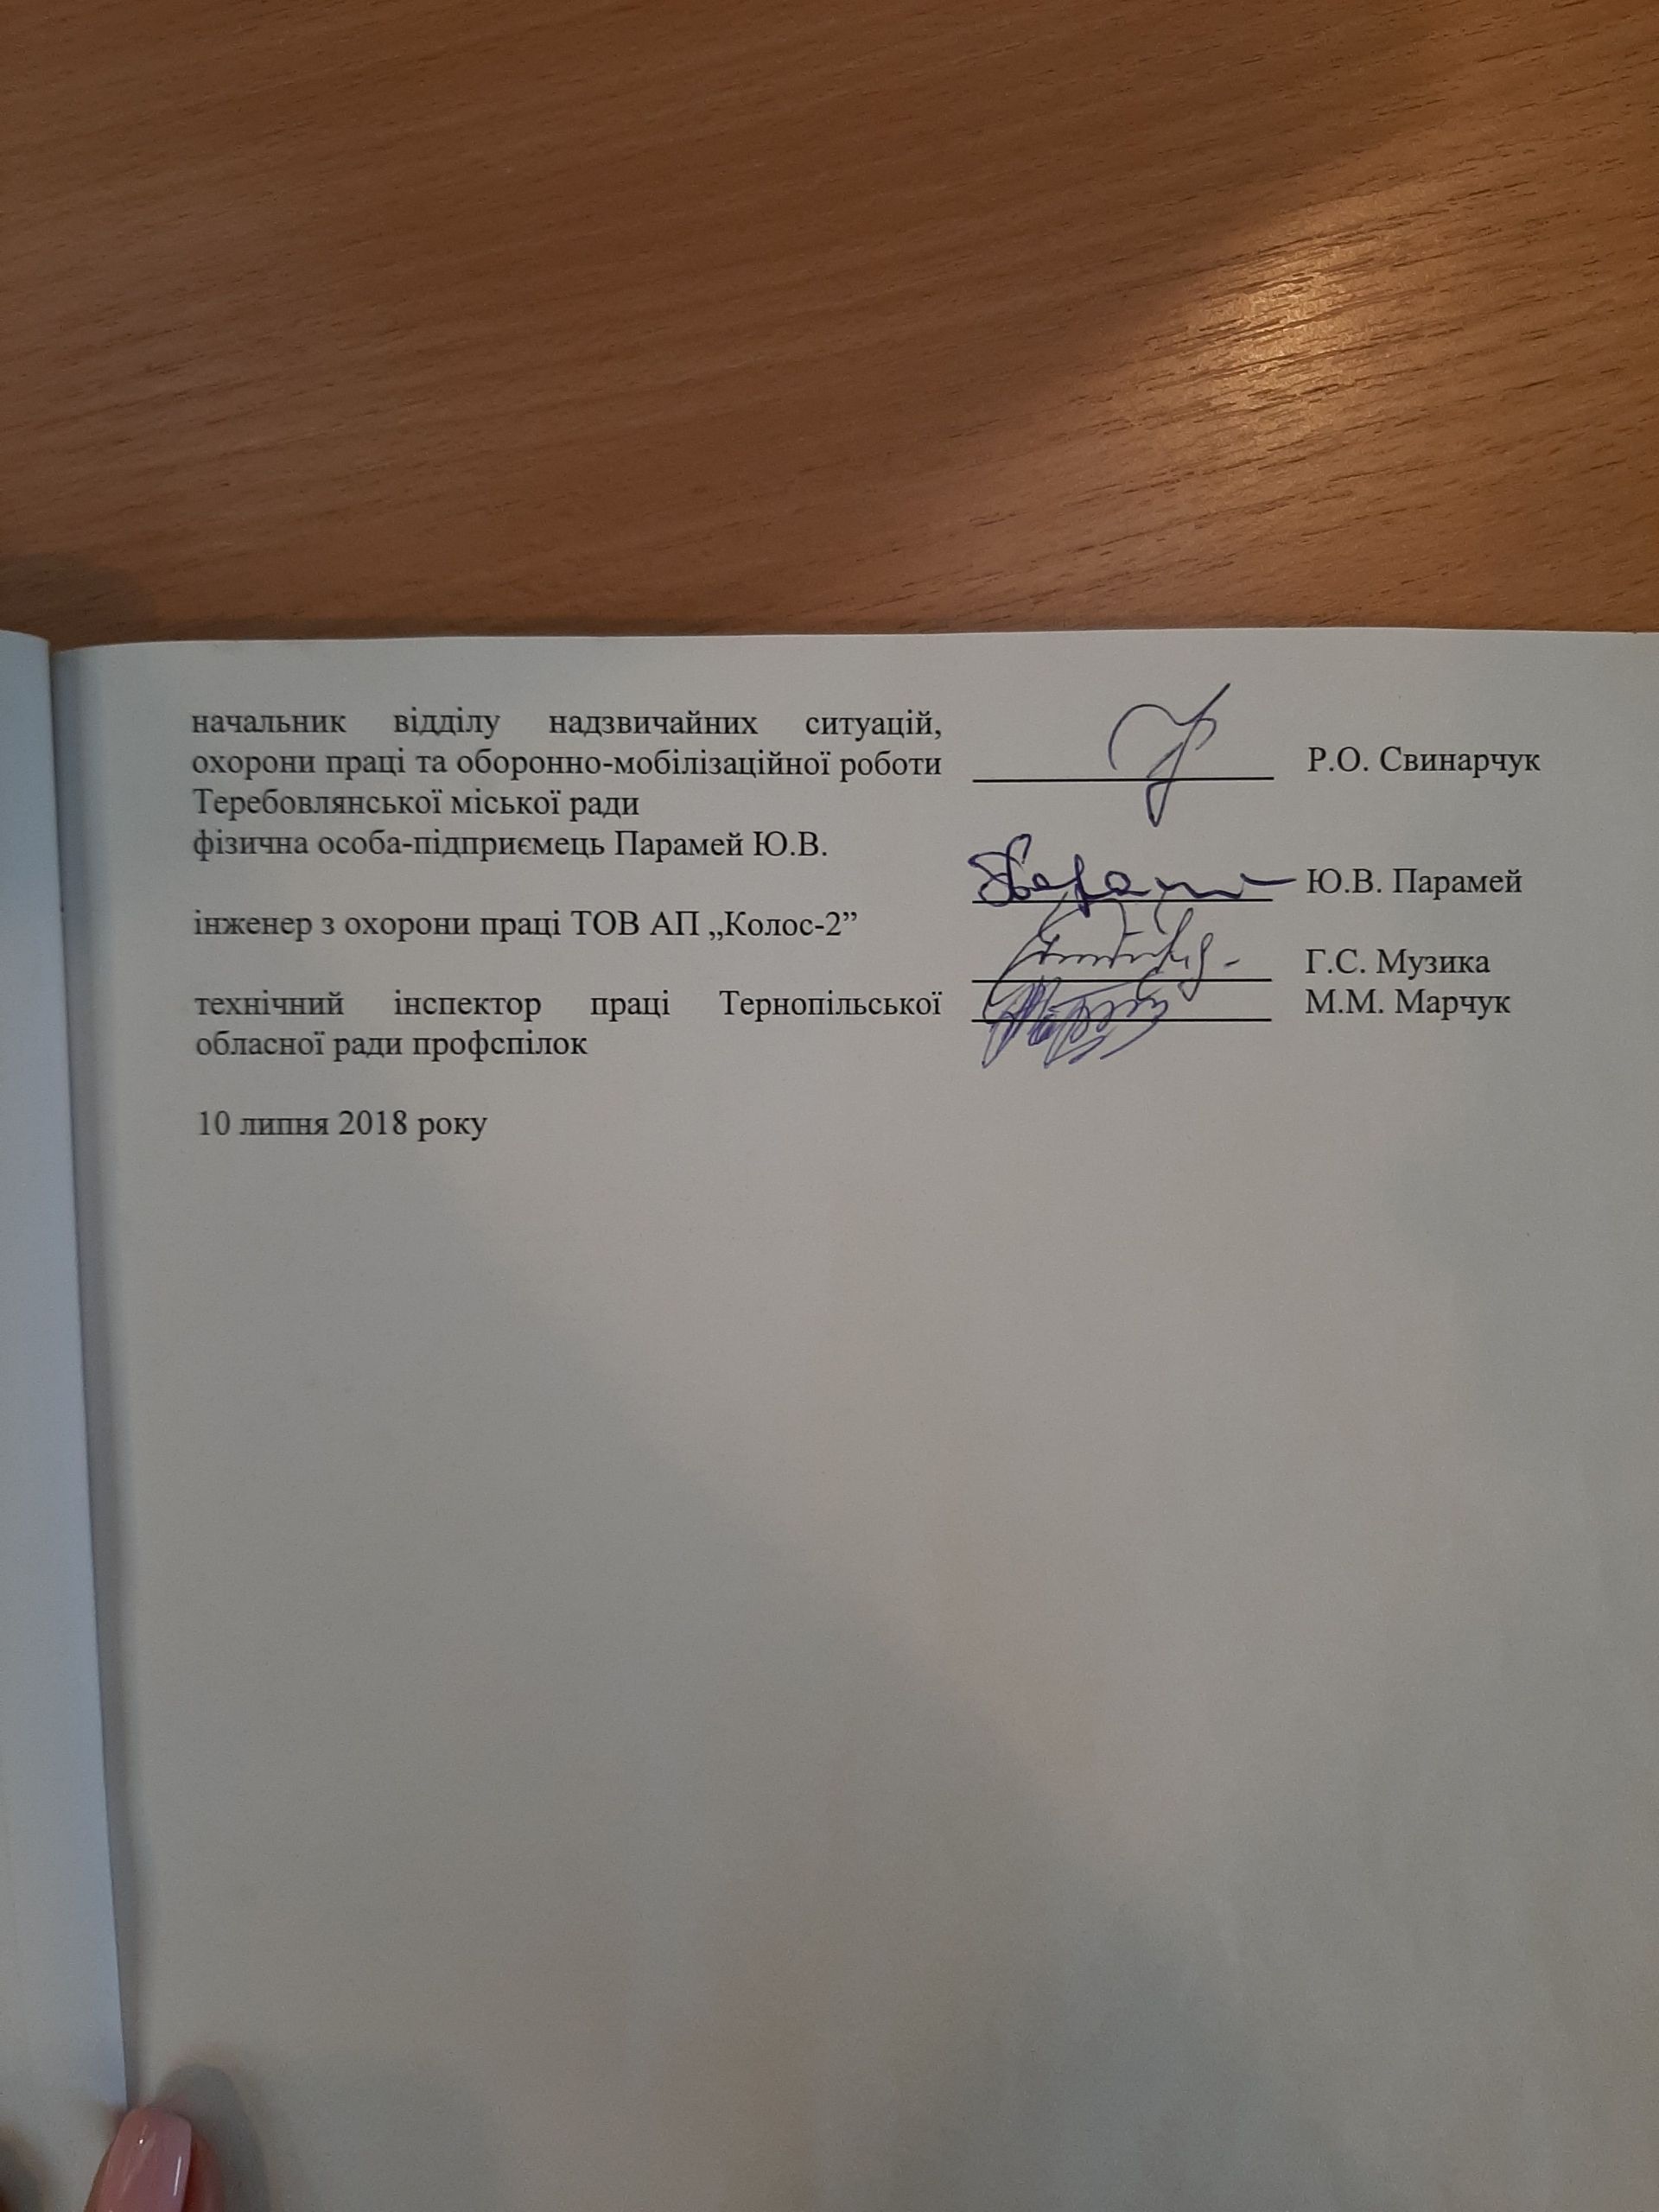 начальник відділу надзвичайних ситуацій,
охорони праці та оборонно-мобілізаційної роботи
Теребовлянської міської ради
Р.О. Свинарчук
фізична особа-підприємець Парамей Ю.В.
Ю.В. Парамей
інженер з охорони праці ТОВ АП „Колос-2”
Г.С. Музика
технічний інспектор праці Тернопільської
обласної ради профспілок
М.М. Марчук
10 липня 2018 року